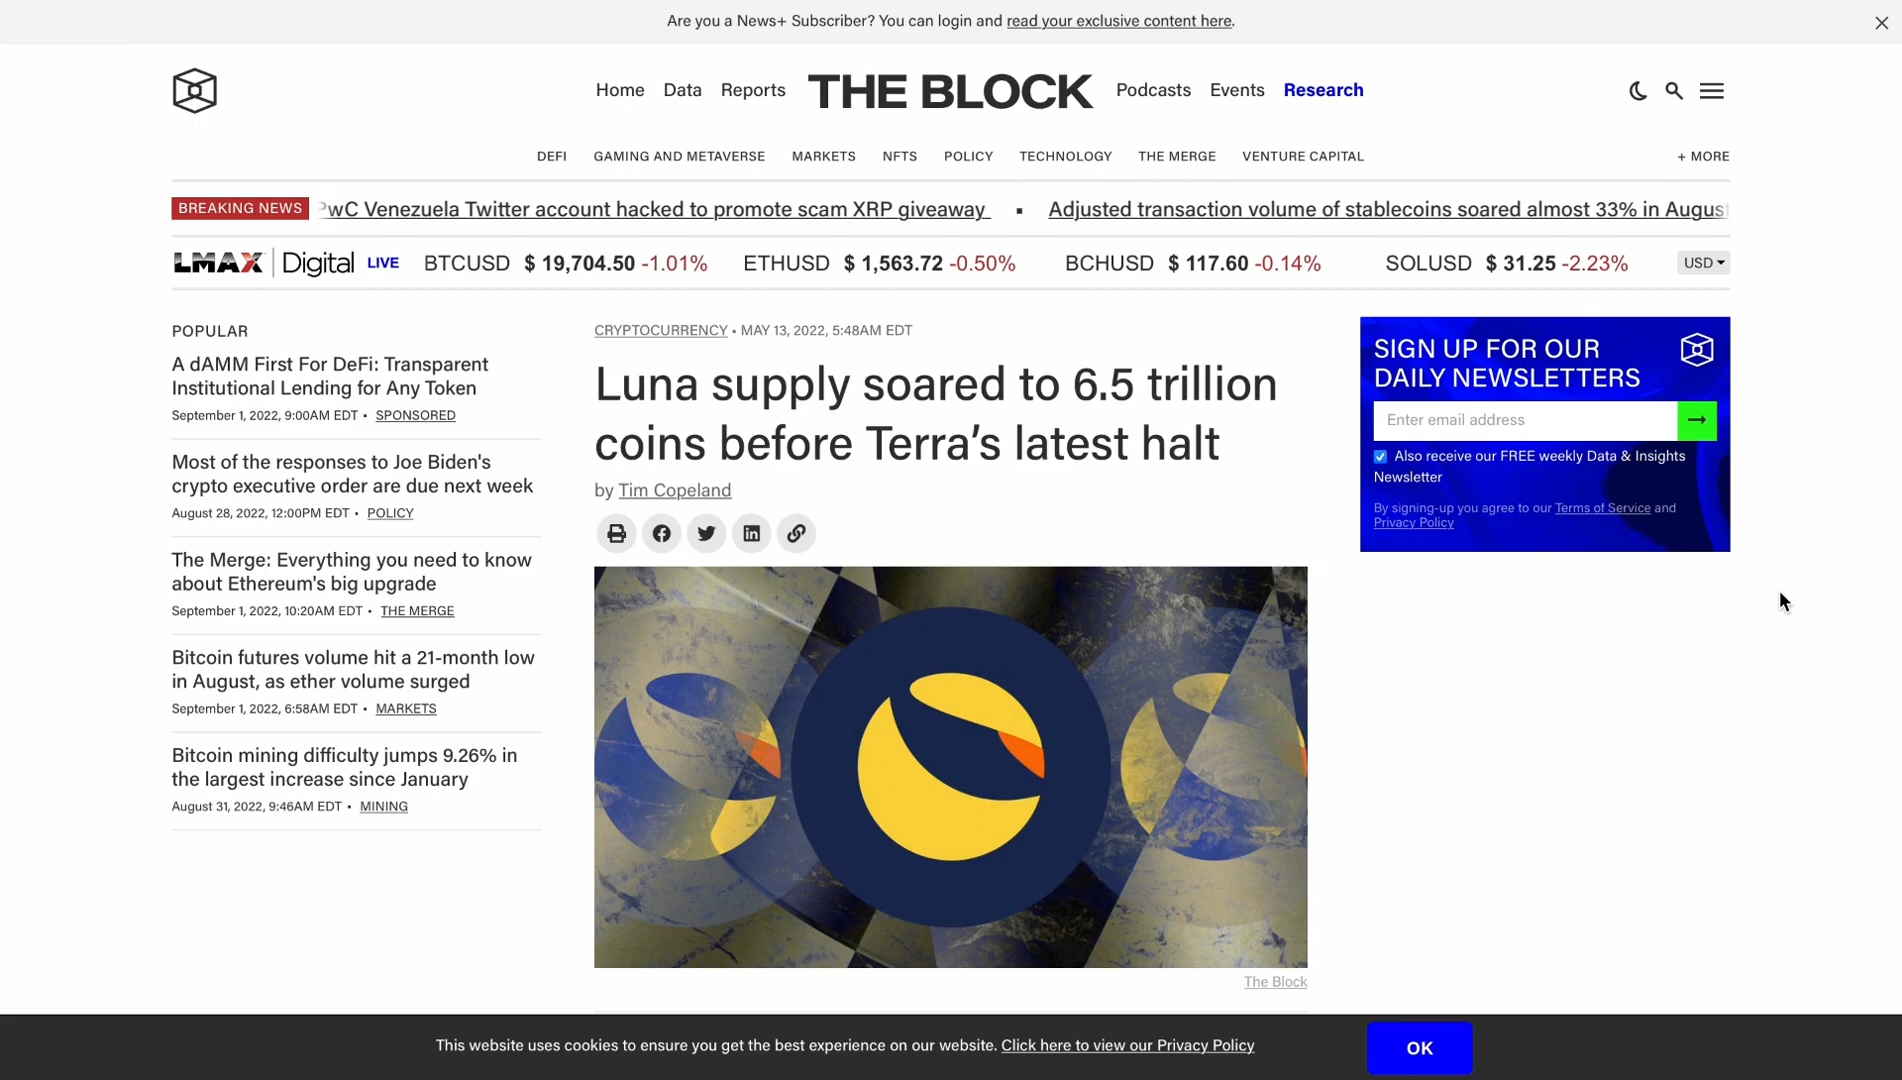 Are you a News+ Subscriber? You can login and read your exclusive content here.
Home Data Reports THE BLOCK Podcasts Events Research
DEFI GAMING AND METAVERSE MARKETS NFTS POLICY TECHNOLOGY THE MERGE VENTURE CAPITAL + MORE
BREAKING NEWS PwC Venezuela Twitter account hacked to promote scam XRP giveaway ▪ Adjusted transaction volume of stablecoins soared almost 33% in August
LMAX Digital LIVE BTCUSD $ 19,704.50 -1.01% ETHUSD $ 1,563.72 -0.50% BCHUSD $ 117.60 -0.14% SOLUSD $ 31.25 -2.23% USD
POPULAR
A dAMM First For DeFi: Transparent
Institutional Lending for Any Token
September 1, 2022, 9:00AM EDT • SPONSORED
Most of the responses to Joe Biden's
crypto executive order are due next week
August 28, 2022, 12:00PM EDT • POLICY
The Merge: Everything you need to know
about Ethereum's big upgrade
September 1, 2022, 10:20AM EDT • THE MERGE
Bitcoin futures volume hit a 21-month low
in August, as ether volume surged
September 1, 2022, 6:58AM EDT • MARKETS
Bitcoin mining difficulty jumps 9.26% in
the largest increase since January
August 31, 2022, 9:46AM EDT • MINING
CRYPTOCURRENCY • MAY 13, 2022, 5:48AM EDT
Luna supply soared to 6.5 trillion
coins before Terra's latest halt
by Tim Copeland
The Block
SIGN UP FOR OUR
DAILY NEWSLETTERS
Enter email address
Also receive our FREE weekly Data & Insights
Newsletter
By signing-up you agree to our Terms of Service and
Privacy Policy
This website uses cookies to ensure you get the best experience on our website. Click here to view our Privacy Policy
OK